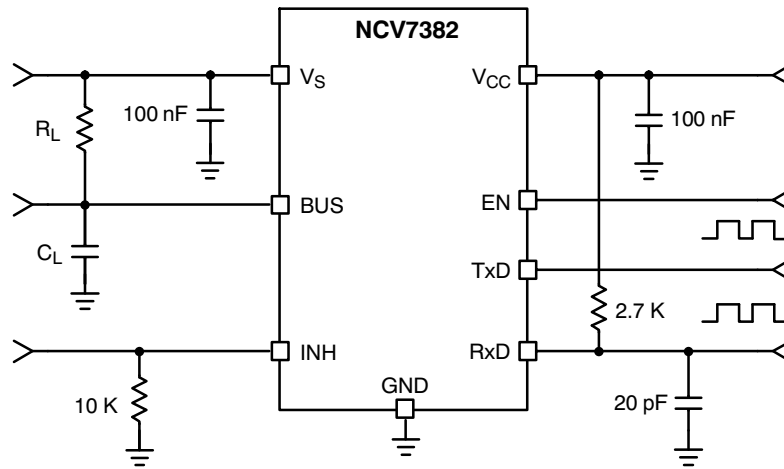 NCV7382
V_S
V_CC
100 nF
100 nF
R_L
BUS
EN
C_L
TxD
2.7 K
INH
RxD
GND
10 K
20 pF